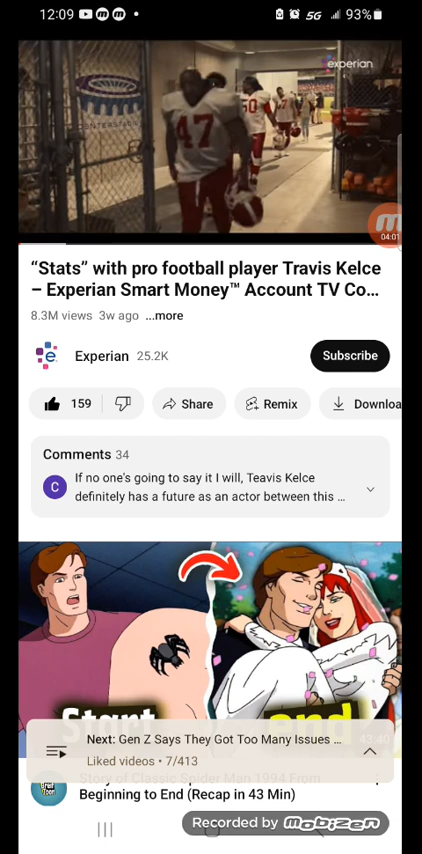 12:09
5G
93%
experian
47
50
04:01
“Stats” with pro football player Travis Kelce
– Experian Smart Money™ Account TV Co...
8.3M views 3w ago ...more
Experian 25.2K
Subscribe
159
Share
Remix
Downloa
Comments 34
C
If no one's going to say it I will, Teavis Kelce
definitely has a future as an actor between this ...
Start
end
43:40
Next: Gen Z Says They Got Too Many Issues ...
Liked videos • 7/413
Story of Classic Spider Man 1994 From
Beginning to End (Recap in 43 Min)
Recorded by mobizen